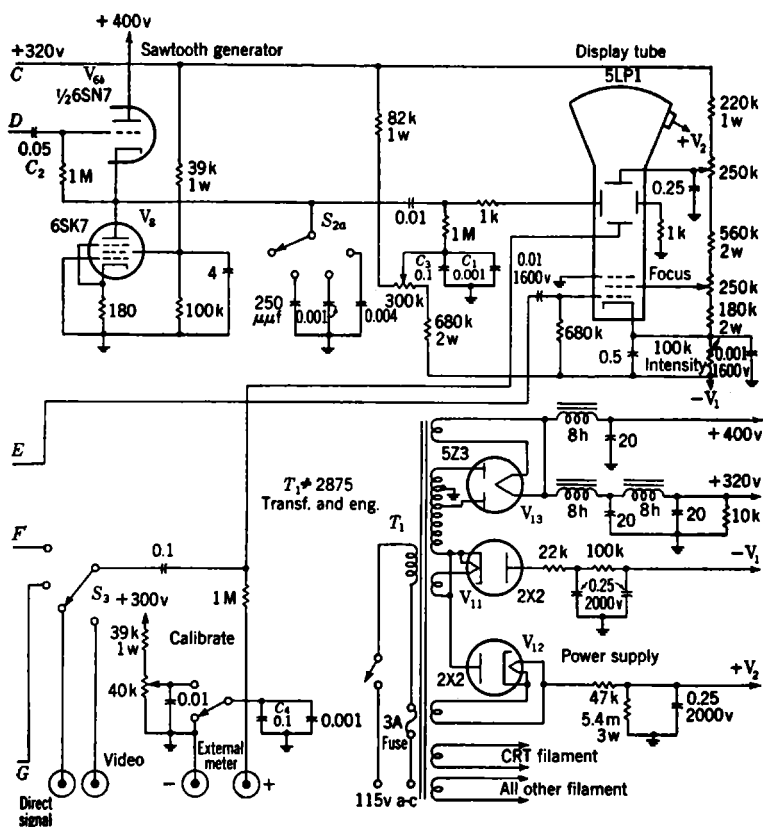 +400v
Sawtooth generator
Display tube
5LP1
+320v
C
V6b
½6SN7
D
0.05
C2
1M
39k
1w
82k
1w
220k
1w
+V2
250k
0.25
6SK7
V8
S2a
0.01
1k
1M
1k
560k
2w
4
180
100k
250
μμf
0.001
0.004
C3
0.1
C1
0.001
300k
680k
2w
0.01
1600v
Focus
250k
180k
2w
680k
0.5
100k
Intensity
0.001
1600v
-V1
E
T1 # 2875
Transf. and eng.
5Z3
8h
20
+400v
V13
8h
20
8h
20
10k
+320v
F
0.1
T1
S3
+300v
1M
V11
2X2
22k
100k
0.25
2000v
-V1
39k
1w
Calibrate
40k
0.01
C4
0.1
0.001
V12
2X2
Power supply
+V2
47k
5.4m
3w
0.25
2000v
3A
Fuse
G
Direct
signal
Video
-
External
meter
+
115v a-c
CRT filament
All other filament